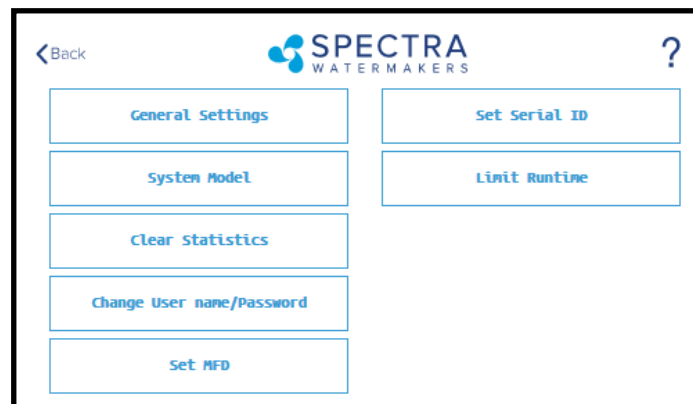 Back
SPECTRA
WATERMAKERS
?
General Settings
Set Serial ID
System Model
Limit Runtime
Clear Statistics
Change User name/Password
Set MFD